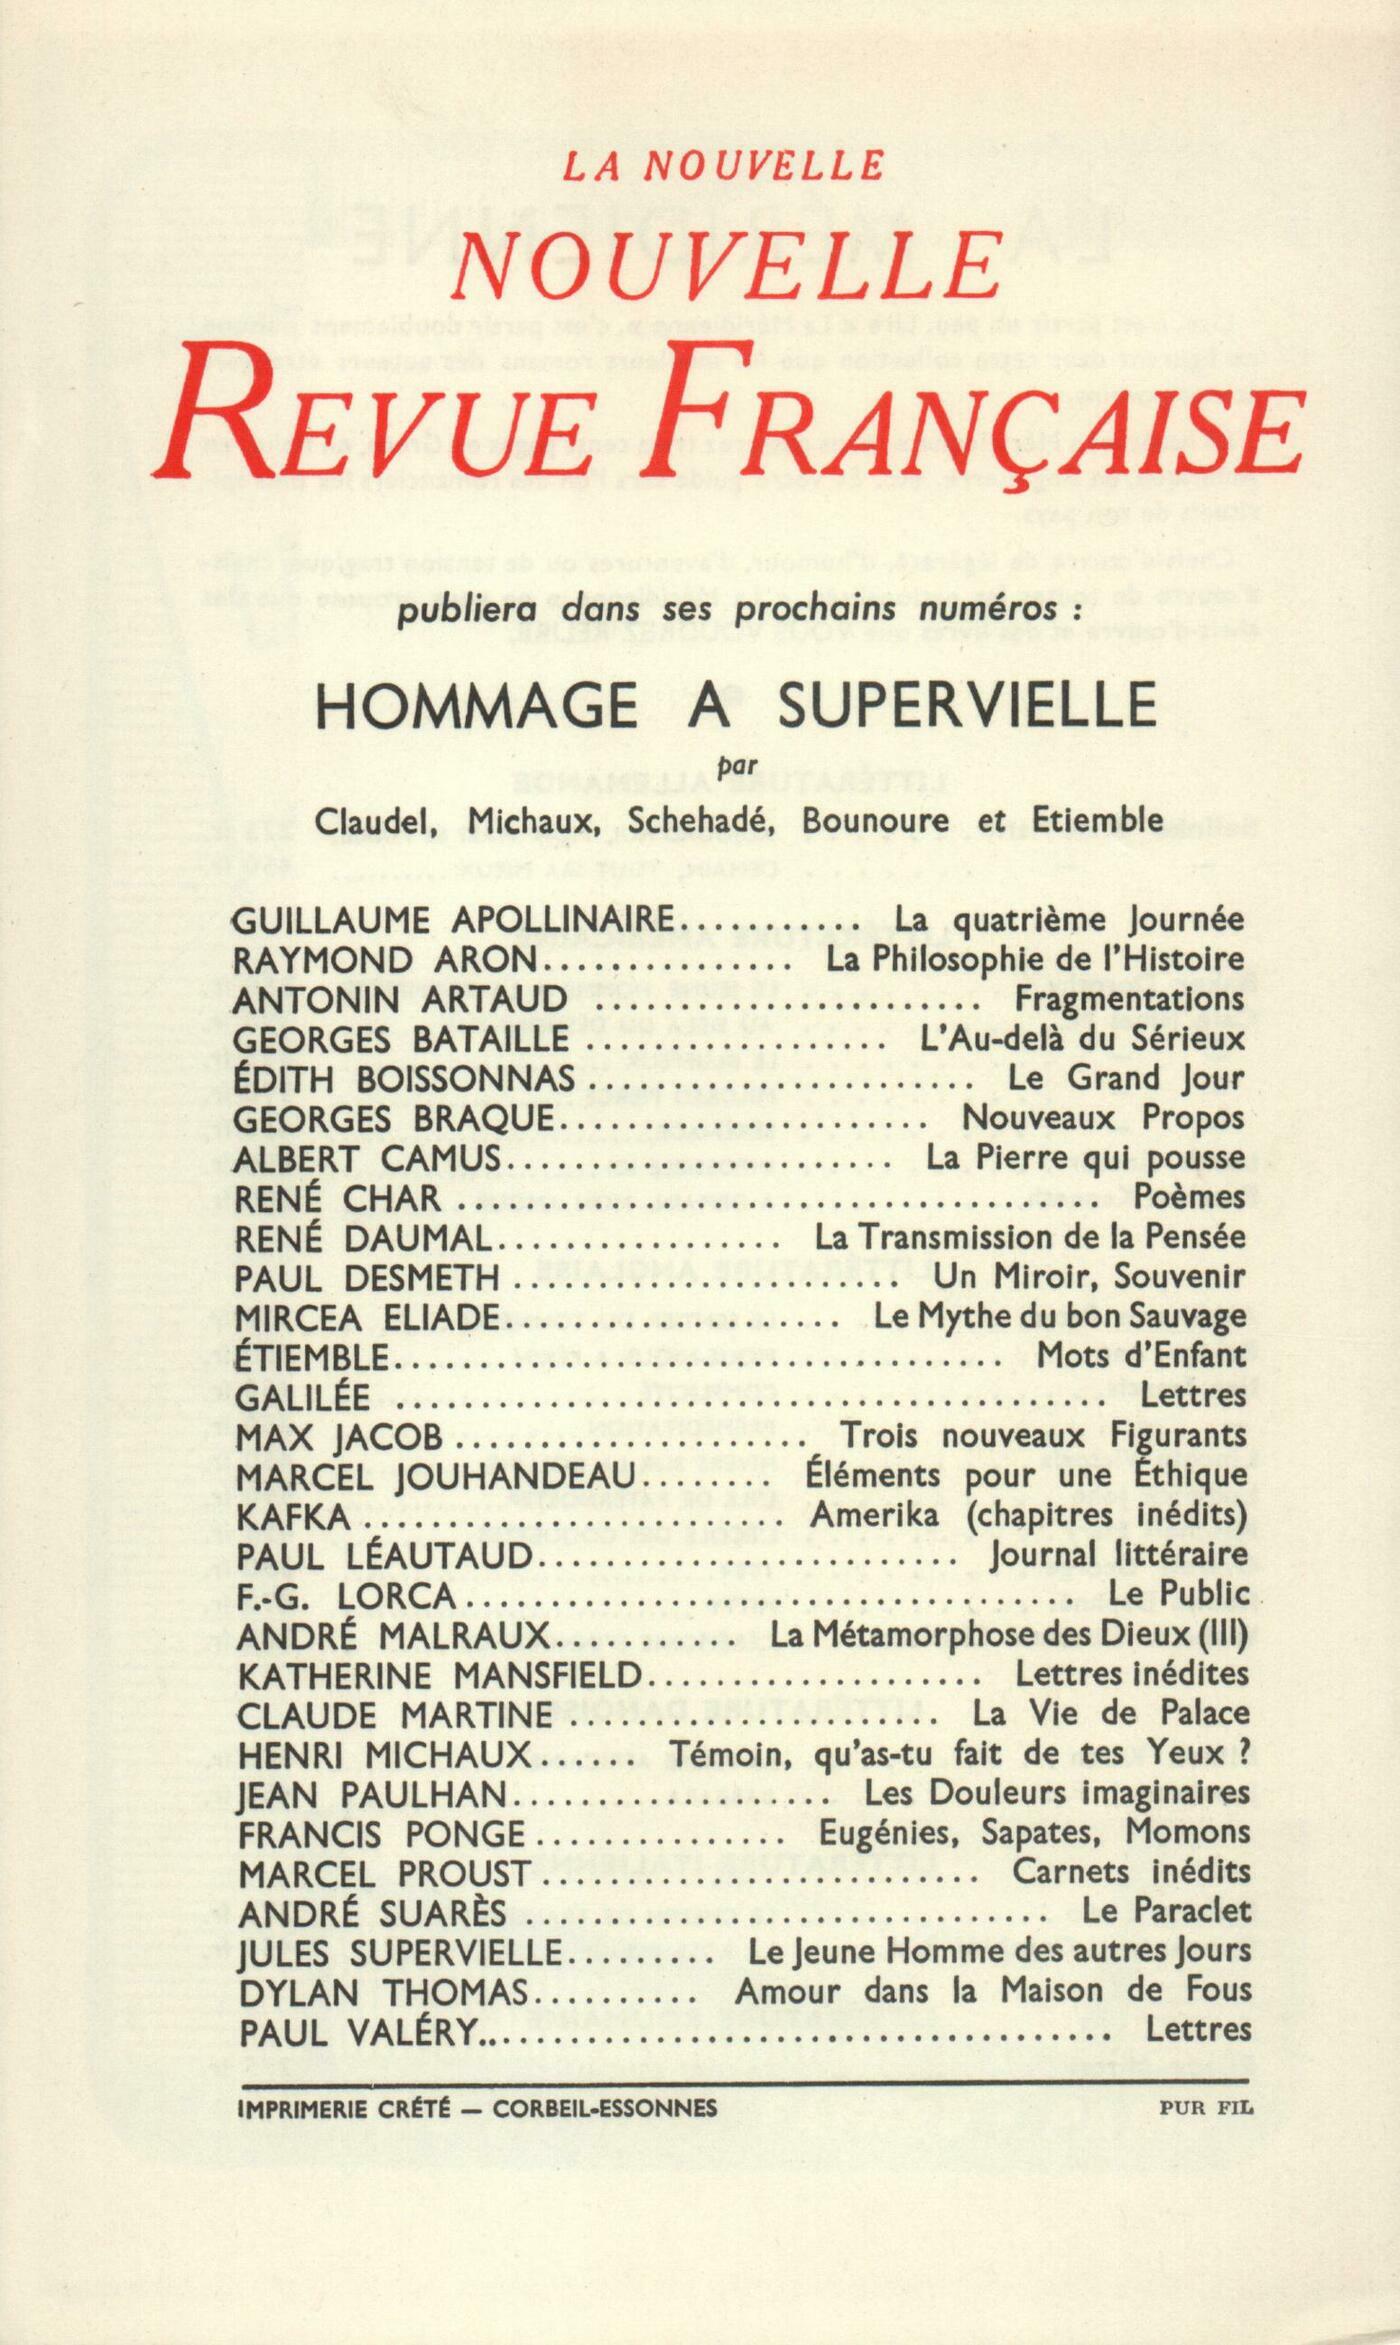 LA NOUVELLE
NOUVELLE
REVUE FRANÇAISE
publiera dans ses prochains numéros :
HOMMAGE A SUPERVIELLE
par
Claudel, Michaux, Schehadé, Bounoure et Etiemble
GUILLAUME APOLLINAIRE........... La quatrième Journée
RAYMOND ARON............... La Philosophie de l'Histoire
ANTONIN ARTAUD ....................... Fragmentations
GEORGES BATAILLE .................. L'Au-delà du Sérieux
ÉDITH BOISSONNAS ....................... Le Grand Jour
GEORGES BRAQUE...................... Nouveaux Propos
ALBERT CAMUS....................... La Pierre qui pousse
RENÉ CHAR ...................................... Poèmes
RENÉ DAUMAL................. La Transmission de la Pensée
PAUL DESMETH ....................... Un Miroir, Souvenir
MIRCEA ELIADE.................... Le Mythe du bon Sauvage
ÉTIEMBLE.................................... Mots d'Enfant
GALILÉE .......................................... Lettres
MAX JACOB ..................... Trois nouveaux Figurants
MARCEL JOUHANDEAU........ Éléments pour une Éthique
KAFKA ......................... Amerika (chapitres inédits)
PAUL LÉAUTAUD......................... Journal littéraire
F.-G. LORCA.................................... Le Public
ANDRÉ MALRAUX........... La Métamorphose des Dieux (III)
KATHERINE MANSFIELD.................... Lettres inédites
CLAUDE MARTINE ...................... La Vie de Palace
HENRI MICHAUX...... Témoin, qu'as-tu fait de tes Yeux ?
JEAN PAULHAN................... Les Douleurs imaginaires
FRANCIS PONGE............... Eugénies, Sapates, Momons
MARCEL PROUST .......................... Carnets inédits
ANDRÉ SUARÈS ............................... Le Paraclet
JULES SUPERVIELLE......... Le Jeune Homme des autres Jours
DYLAN THOMAS.......... Amour dans la Maison de Fous
PAUL VALÉRY...................................... Lettres
IMPRIMERIE CRÉTÉ — CORBEIL-ESSONNES PUR FIL